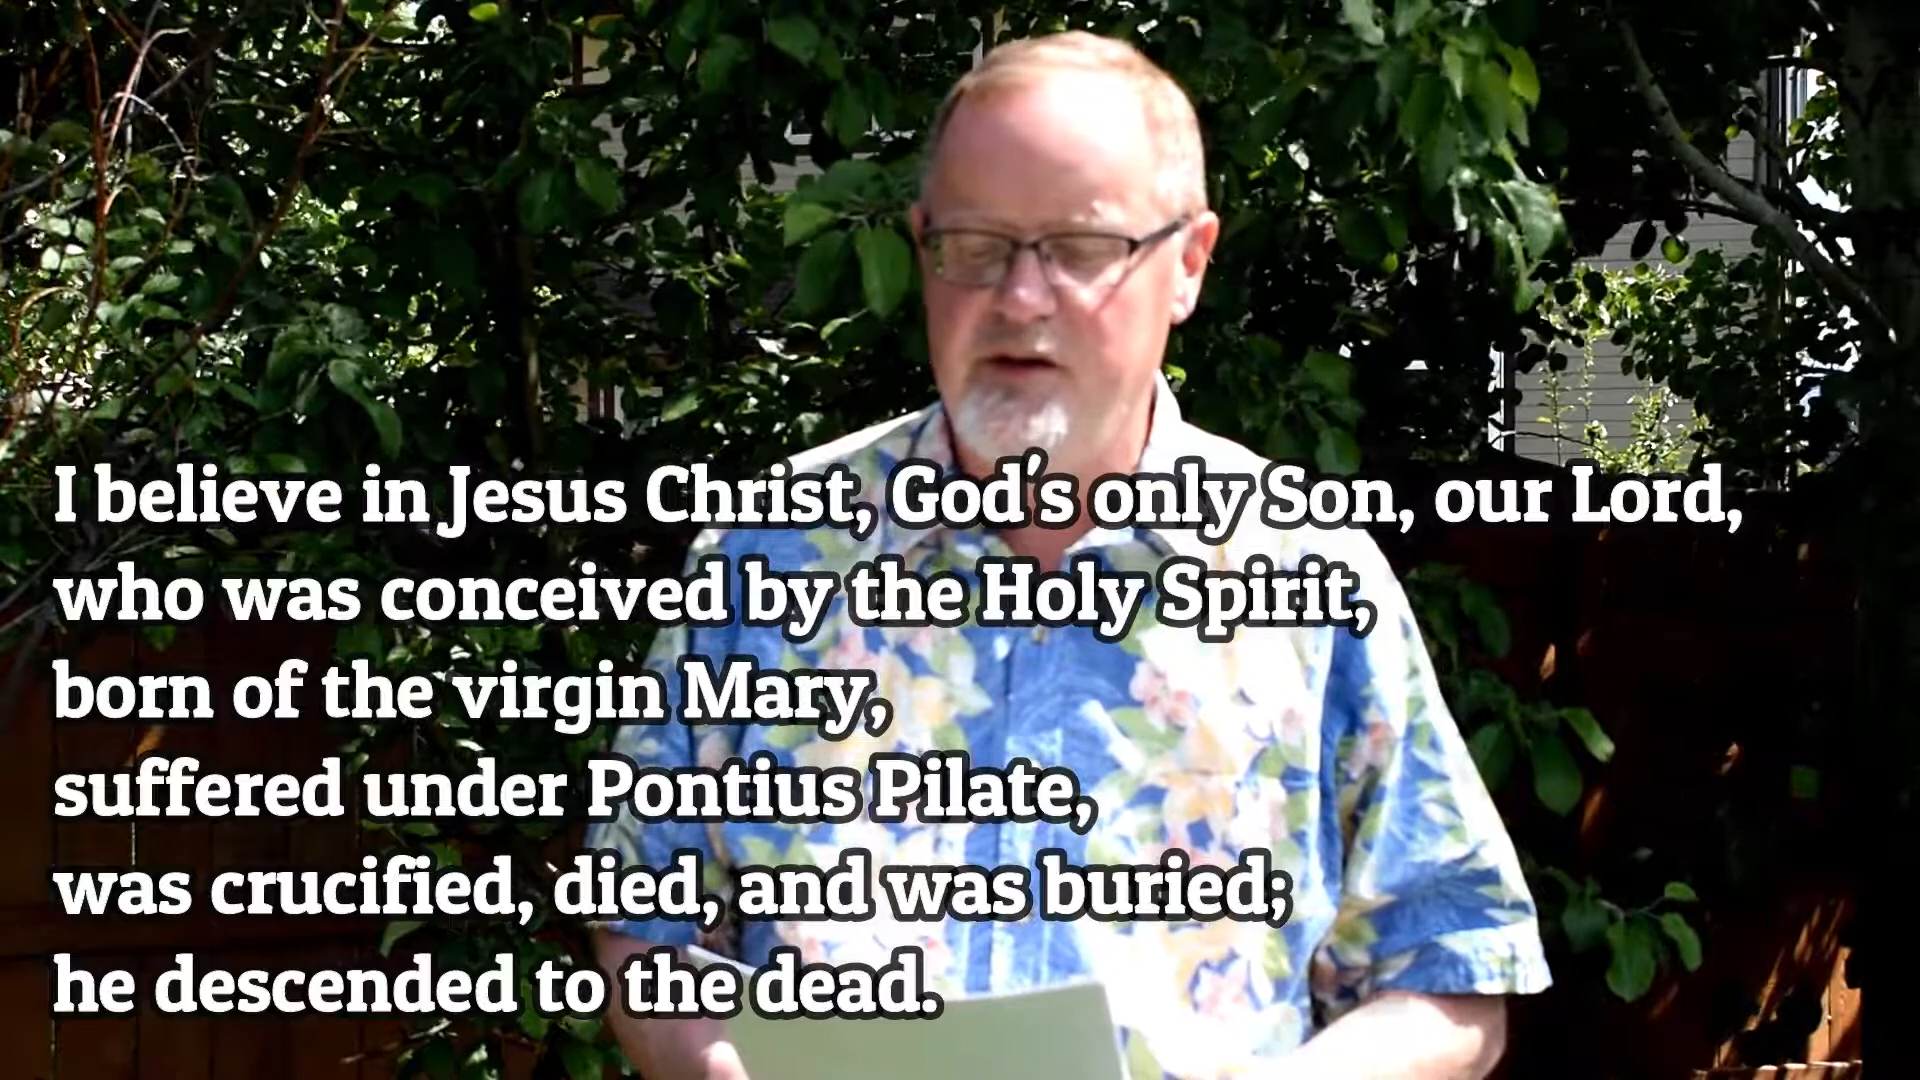 I believe in Jesus Christ, God's only Son, our Lord,
who was conceived by the Holy Spirit,
born of the virgin Mary,
suffered under Pontius Pilate,
was crucified, died, and was buried;
he descended to the dead.